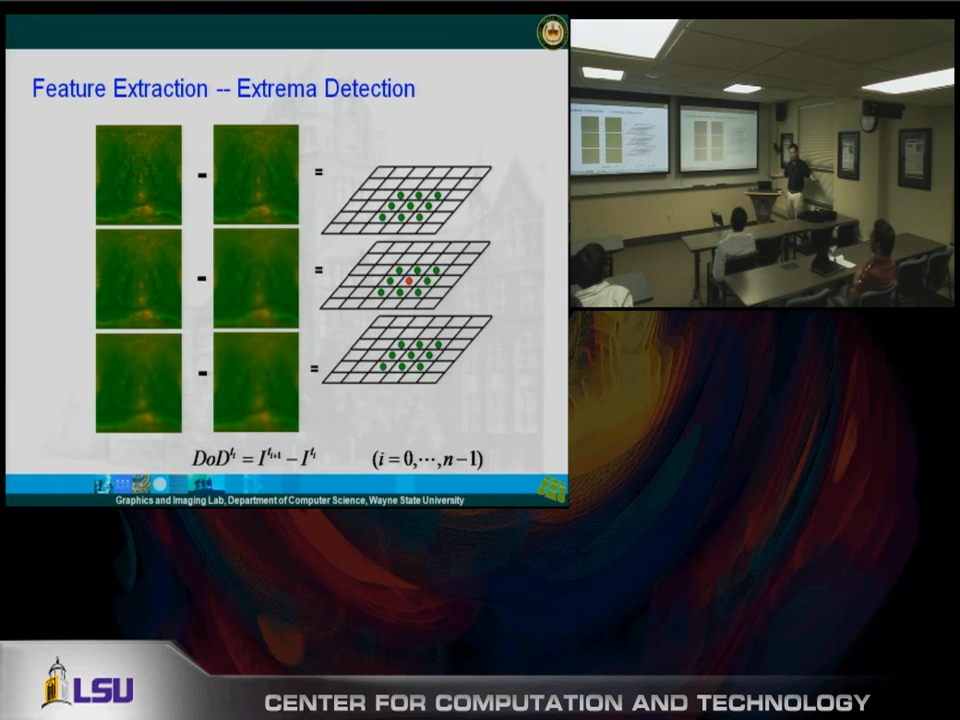 Feature Extraction -- Extrema Detection
- =
- =
- =
DoD^{t_i} = I^{t_{i+1}} − I^{t_i} (i = 0,⋯,n−1)
Graphics and Imaging Lab, Department of Computer Science, Wayne State University
LSU
CENTER FOR COMPUTATION AND TECHNOLOGY